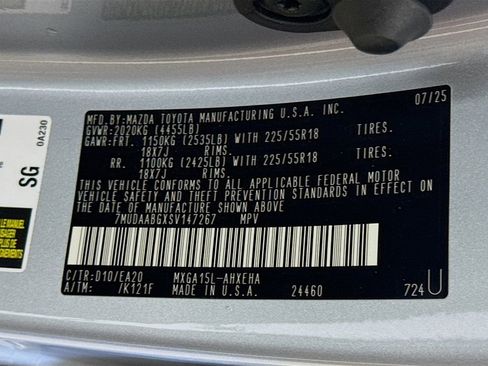 MFD.BY:MAZDA TOYOTA MANUFACTURING U.S.A. INC. 07/25
GVWR:2020KG (4455LB)
GAWR:FRT. 1150KG (2535LB) WITH 225/55R18 TIRES.
18X7J RIMS.
RR. 1100KG (2425LB) WITH 225/55R18 TIRES.
18X7J RIMS.
THIS VEHICLE CONFORMS TO ALL APPLICABLE FEDERAL MOTOR
VEHICLE SAFETY AND THEFT PREVENTION STANDARDS IN EFFECT ON
THE DATE OF MANUFACTURE SHOWN ABOVE.
7MUDAABGXSV147267 MPV
C/TR:D10/EA20 MXGA15L-AHXEHA
A/TM: /K121F MADE IN U.S.A. 24460 724U
0A230
SG